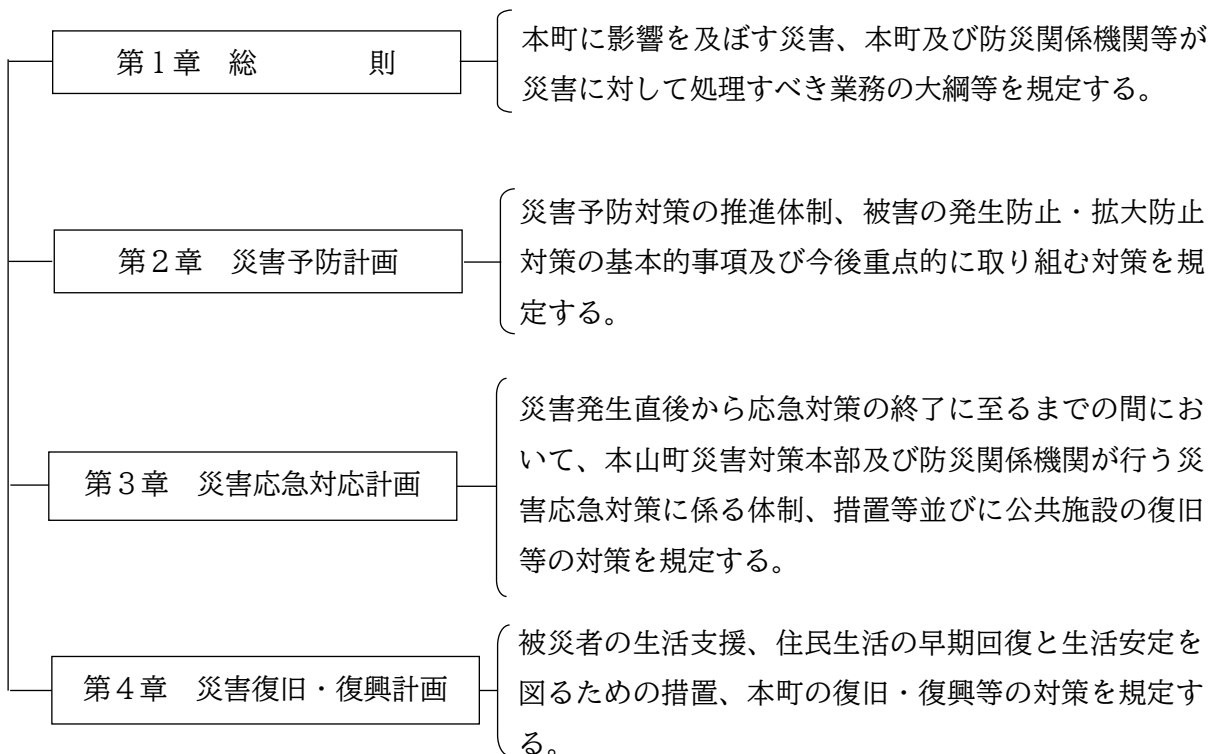 第１章　総　　　則
本町に影響を及ぼす災害、本町及び防災関係機関等が
災害に対して処理すべき業務の大綱等を規定する。
第２章　災害予防計画
災害予防対策の推進体制、被害の発生防止・拡大防止
対策の基本的事項及び今後重点的に取り組む対策を規
定する。
第３章　災害応急対応計画
災害発生直後から応急対策の終了に至るまでの間にお
いて、本山町災害対策本部及び防災関係機関が行う災
害応急対策に係る体制、措置等並びに公共施設の復旧
等の対策を規定する。
第４章　災害復旧・復興計画
被災者の生活支援、住民生活の早期回復と生活安定を
図るための措置、本町の復旧・復興等の対策を規定す
る。